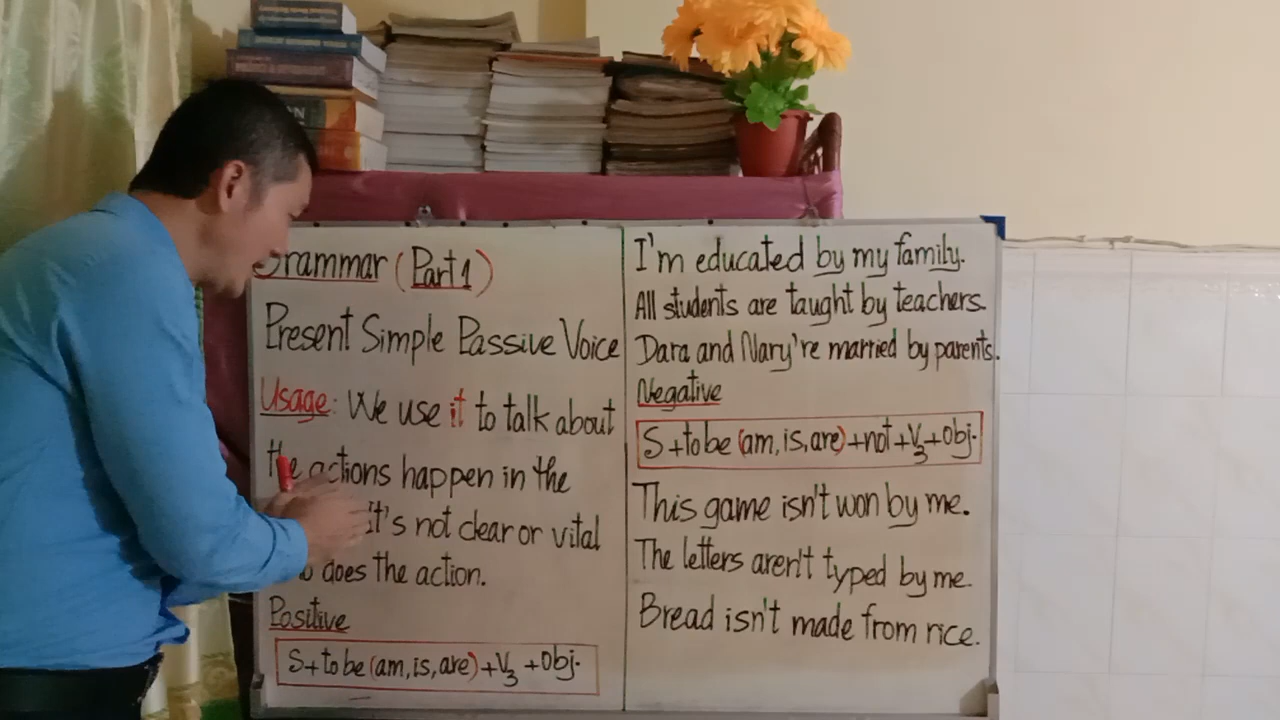 Grammar (Part 1)
Present Simple Passive Voice
Usage: We use it to talk about
the actions happen in the
It's not clear or vital
does the action.
Positive
S+to be (am, is, are)+V3 +Obj.
I'm educated by my family.
All students are taught by teachers.
Dara and Nary're married by parents.
Negative
S+to be (am, is, are)+not+V3+Obj.
This game isn't won by me.
The letters aren't typed by me.
Bread isn't made from rice.